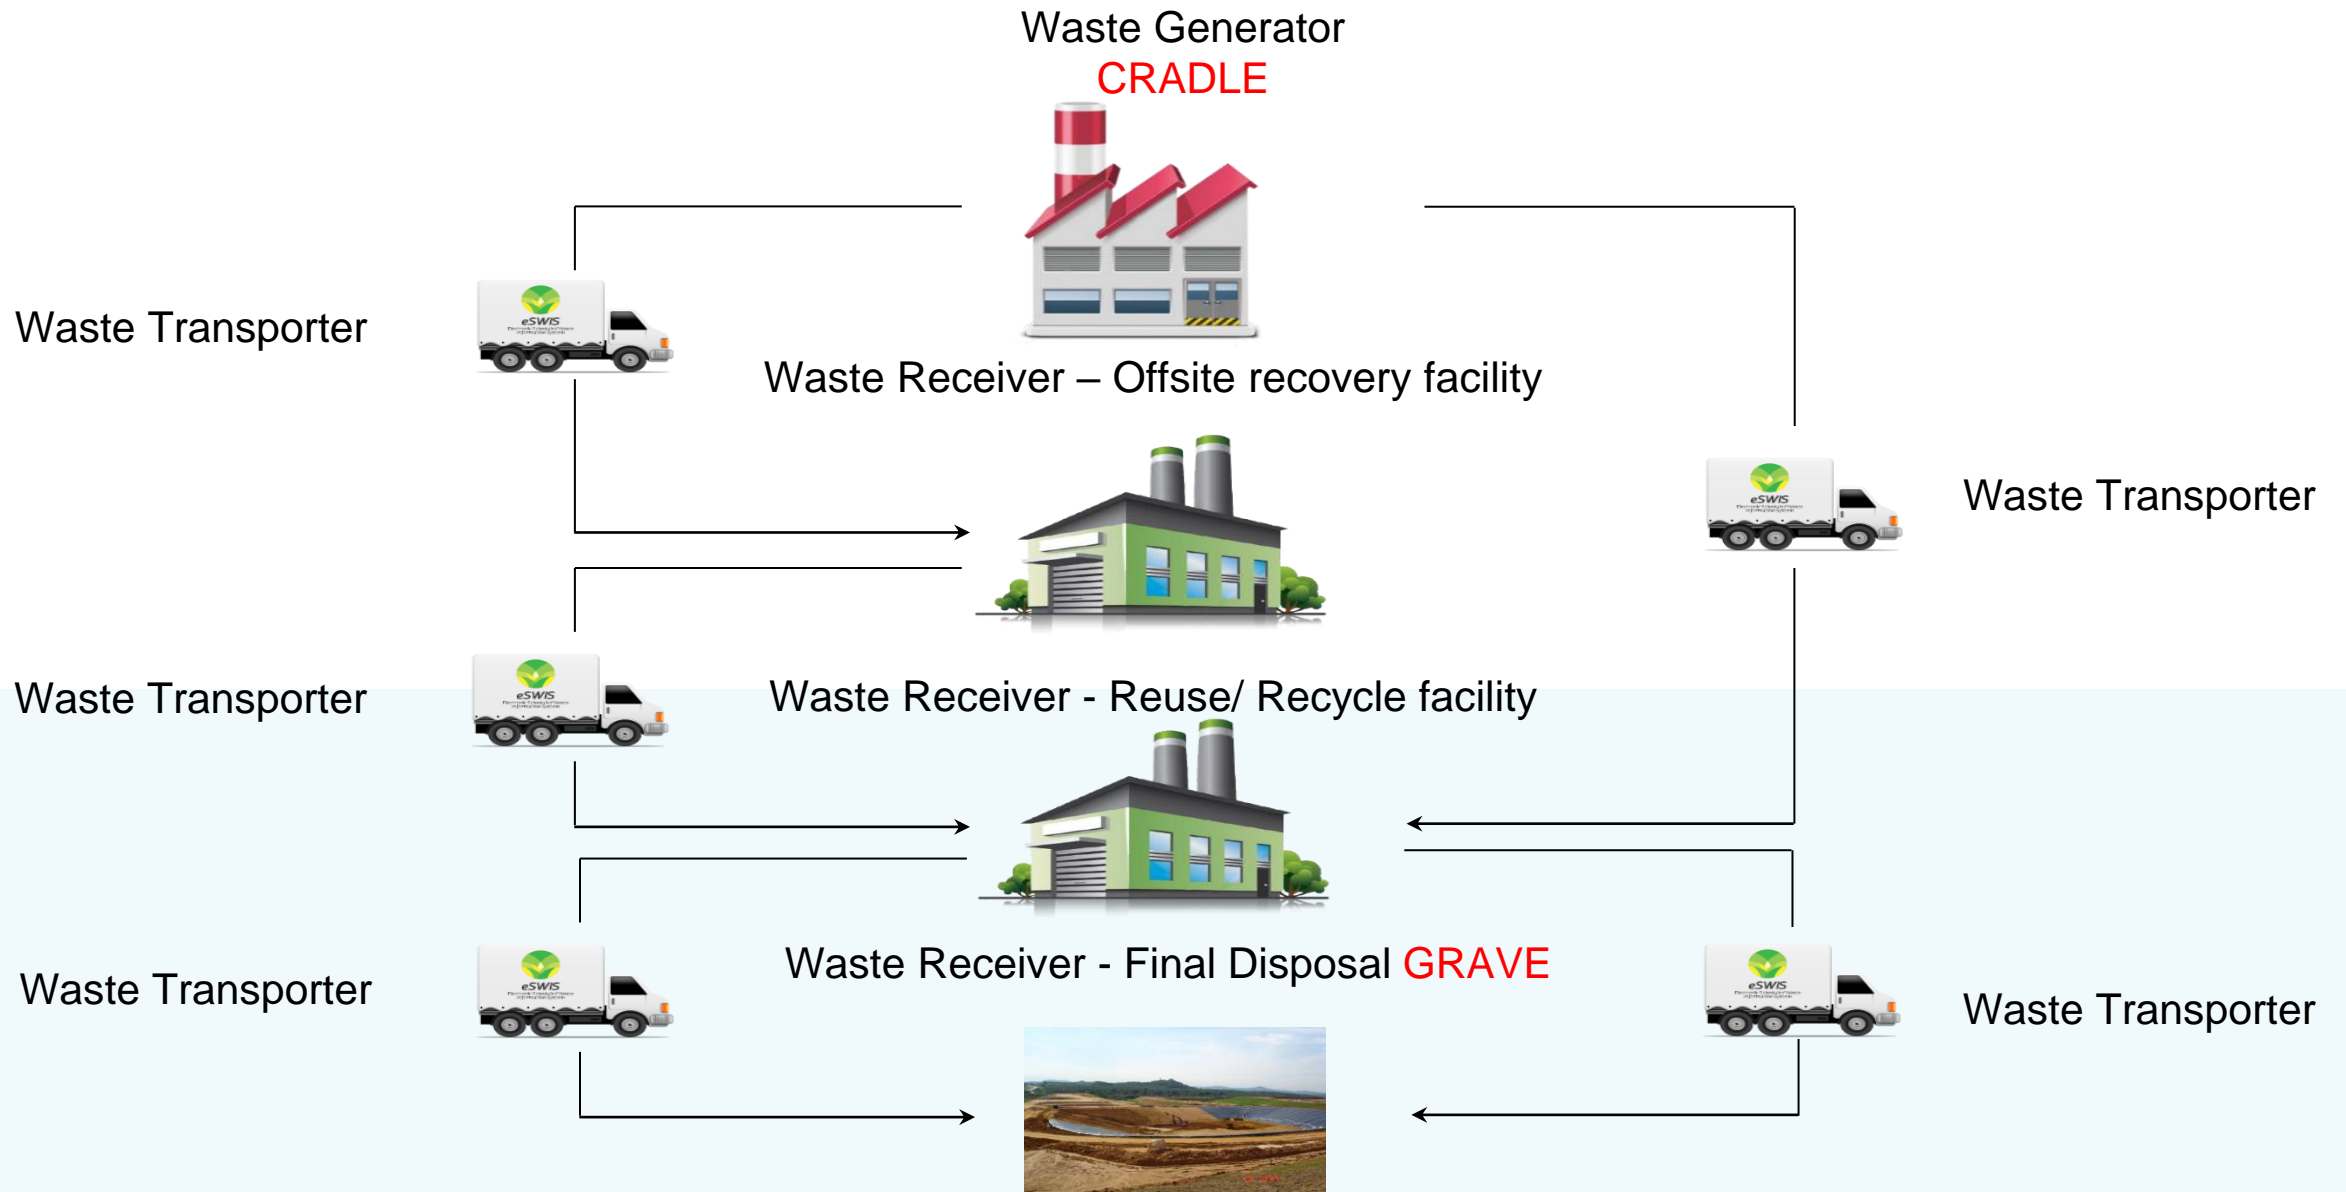 Waste Generator
CRADLE
Waste Transporter
eSWIS
Waste Receiver – Offsite recovery facility
eSWIS
Waste Transporter
Waste Transporter
eSWIS
Waste Receiver - Reuse/ Recycle facility
Waste Transporter
eSWIS
Waste Receiver - Final Disposal GRAVE
eSWIS
Waste Transporter